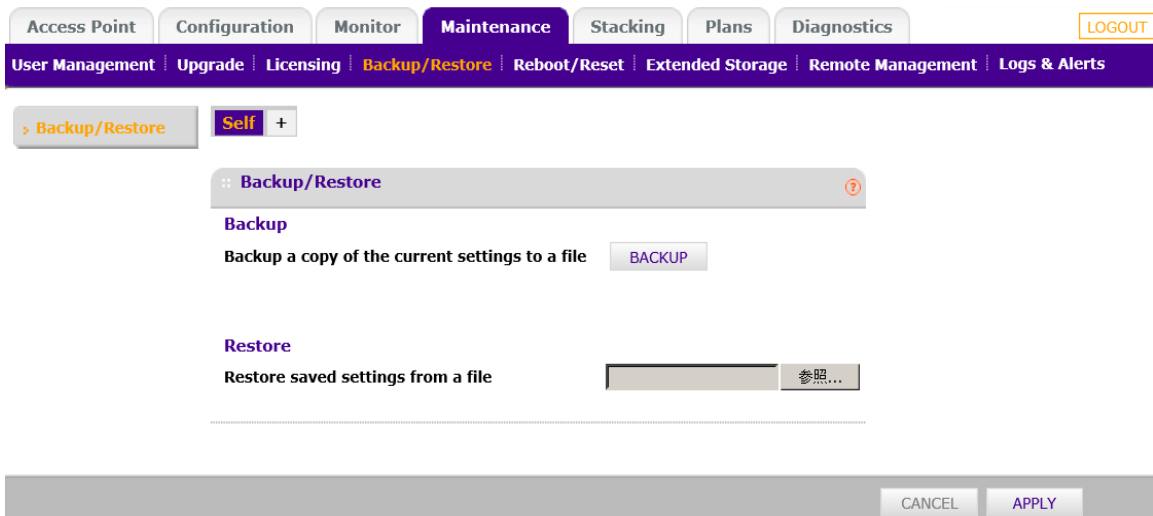 Access Point Configuration Monitor Maintenance Stacking Plans Diagnostics LOGOUT
User Management Upgrade Licensing Backup/Restore Reboot/Reset Extended Storage Remote Management Logs & Alerts
Backup/Restore
Self +
Backup/Restore ?
Backup
Backup a copy of the current settings to a file BACKUP
Restore
Restore saved settings from a file 参照...
CANCEL APPLY